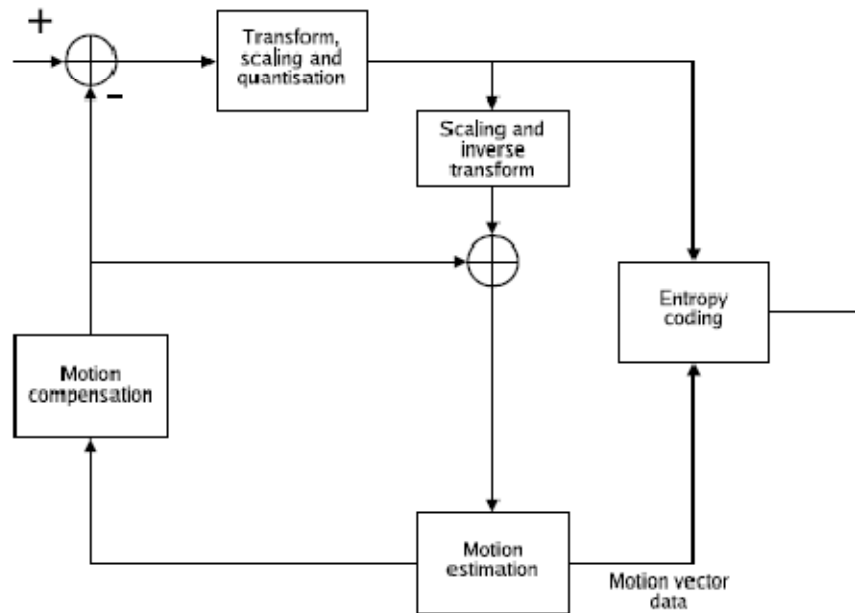 +
Transform,
scaling and
quantisation
-
Scaling and
inverse
transform
Entropy
coding
Motion
compensation
Motion
estimation
Motion vector
data